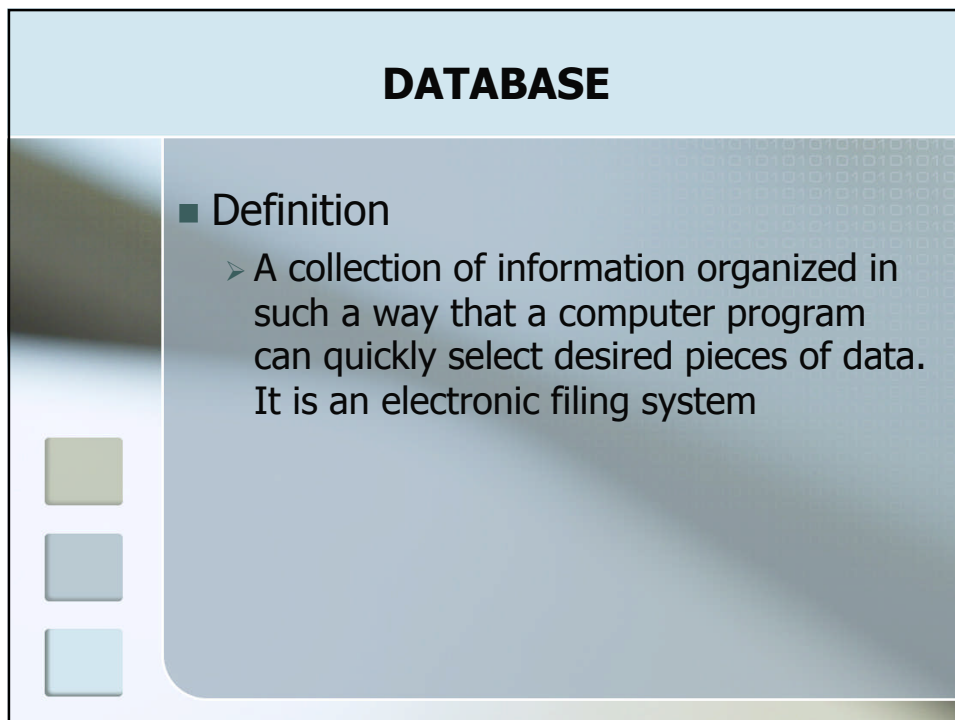 DATABASE
Definition
A collection of information organized in
such a way that a computer program
can quickly select desired pieces of data.
It is an electronic filing system